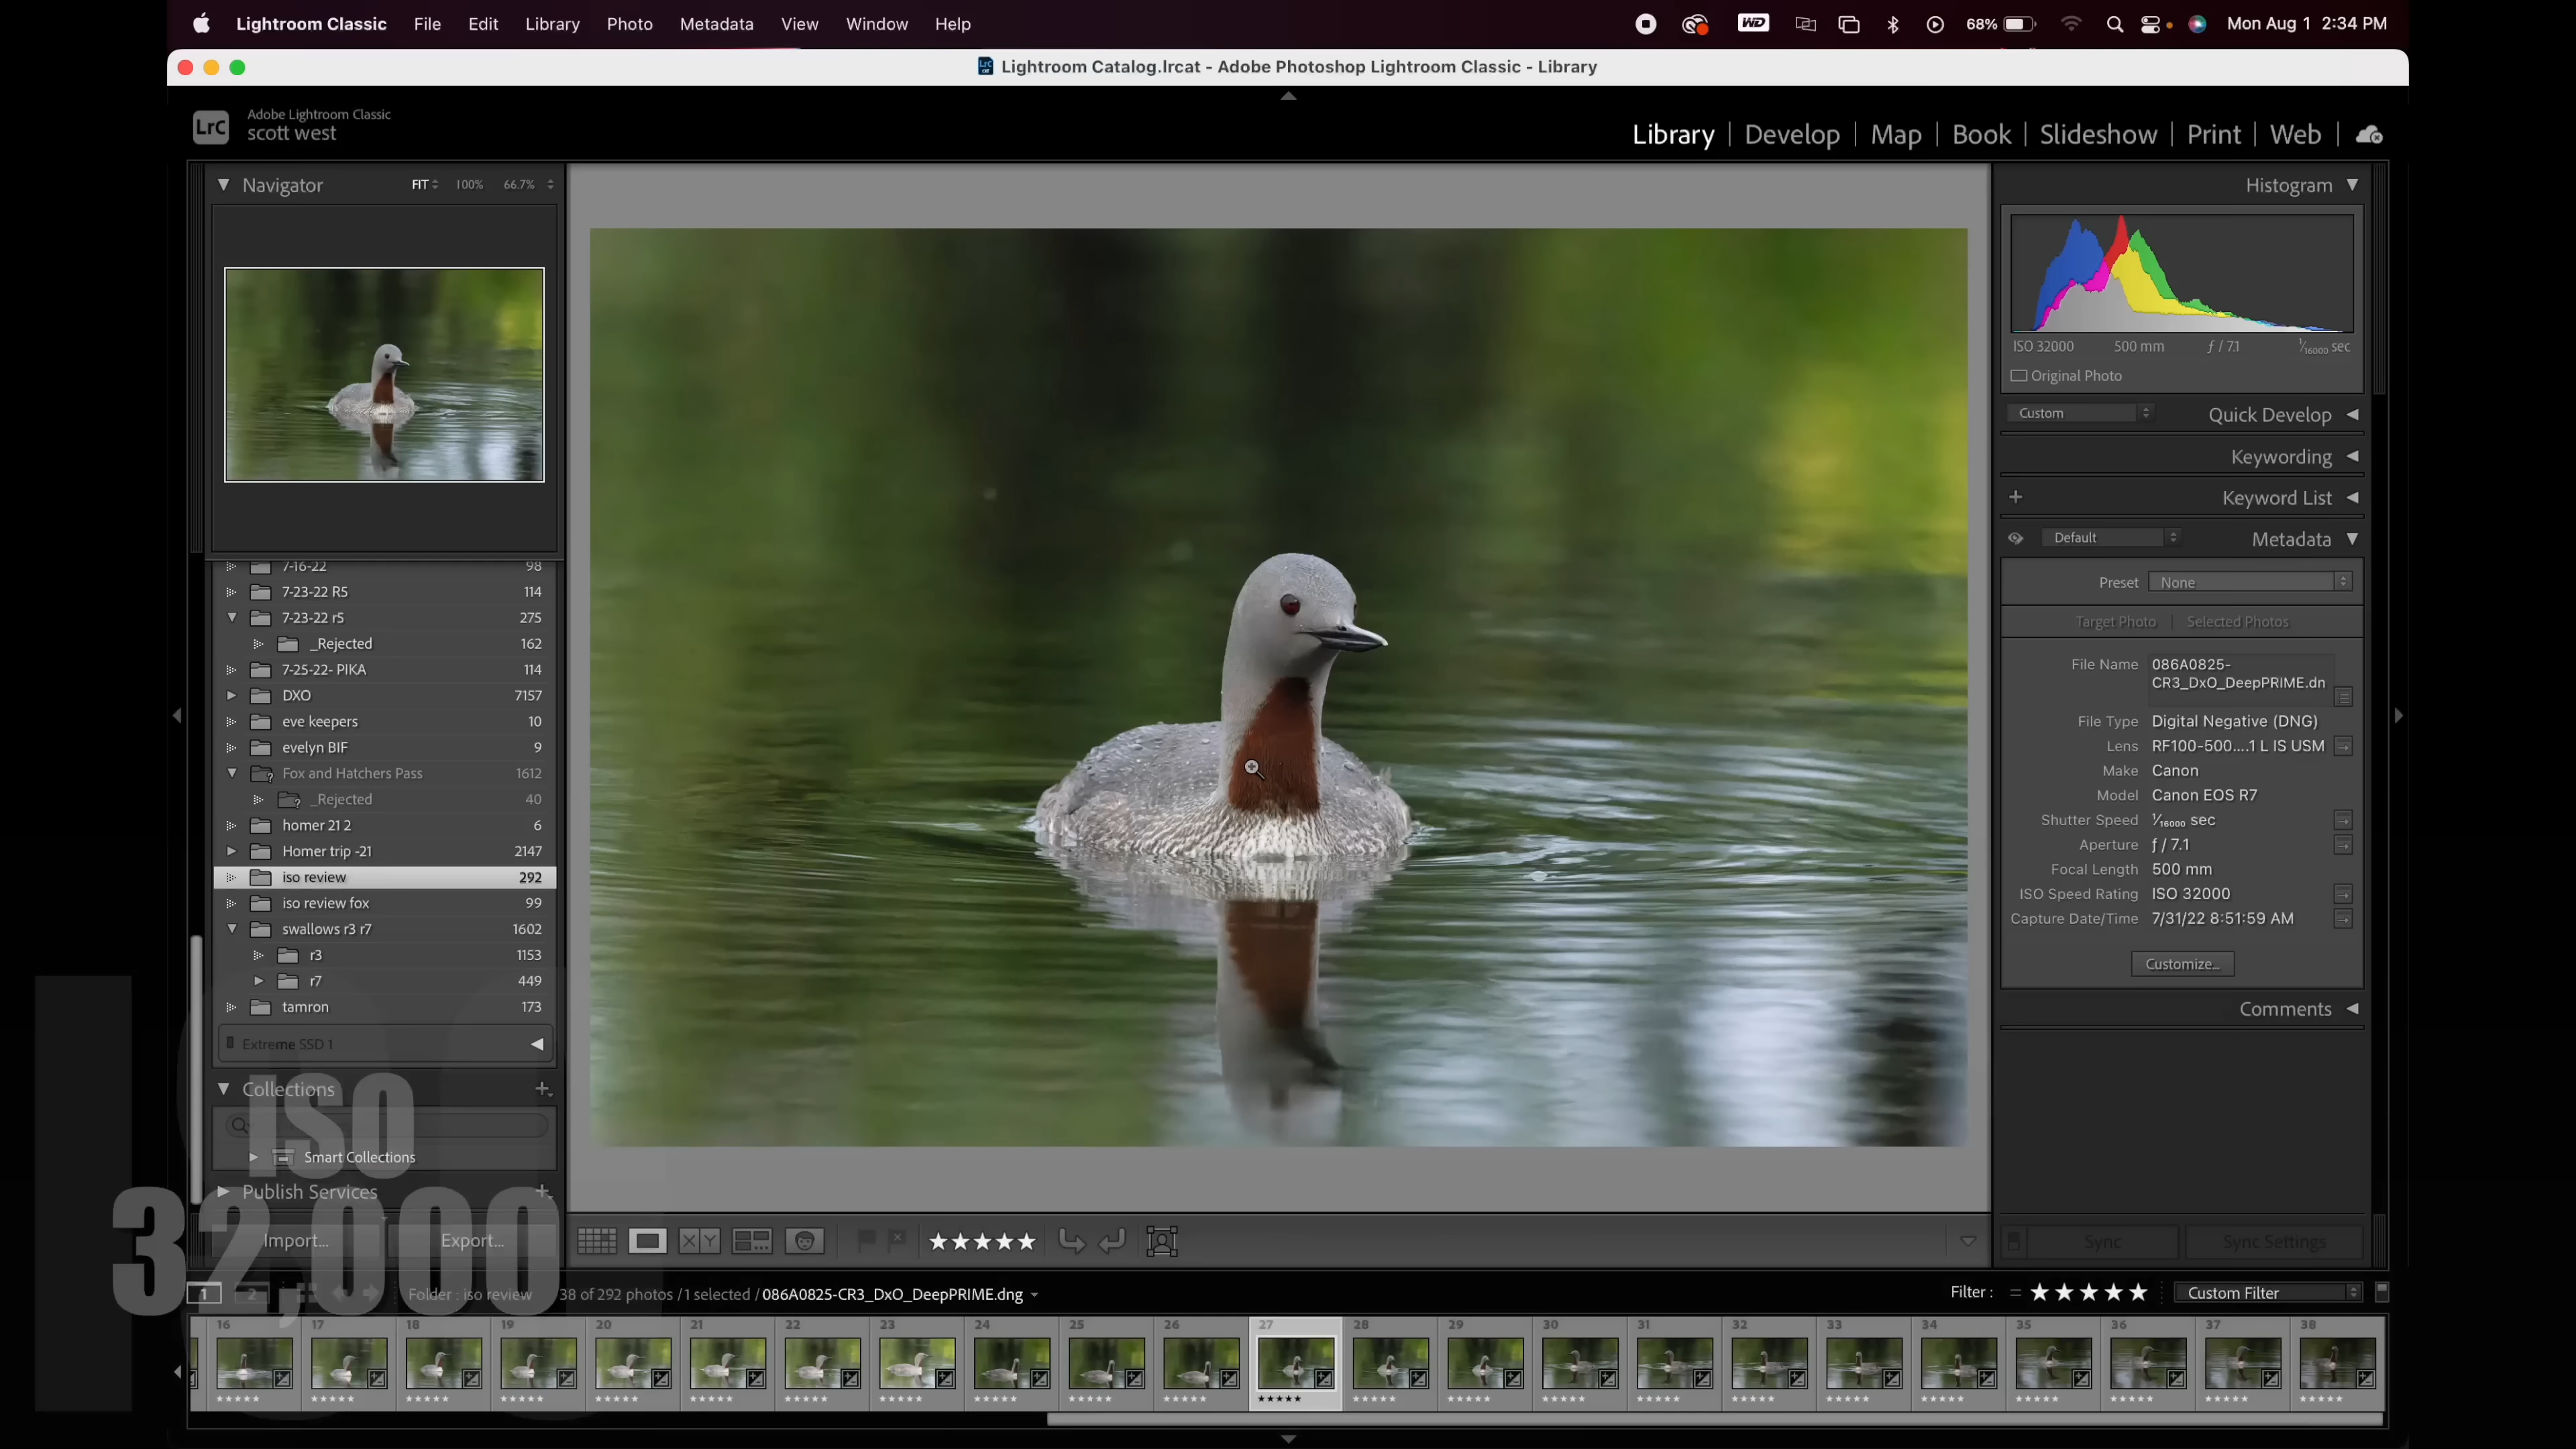 Lightroom Classic File Edit Library Photo Metadata View Window Help
WD 68% Mon Aug 1 2:34 PM
Lightroom Catalog.lrcat - Adobe Photoshop Lightroom Classic - Library
LrC Adobe Lightroom Classic
scott west
Library | Develop | Map | Book | Slideshow | Print | Web
Navigator FIT 100% 66.7%
7-16-22 98
7-23-22 R5 114
7-23-22 r5 275
_Rejected 162
7-25-22- PIKA 114
DXO 7157
eve keepers 10
evelyn BIF 9
Fox and Hatchers Pass 1612
_Rejected 40
homer 21 2 6
Homer trip -21 2147
iso review 292
iso review fox 99
swallows r3 r7 1602
r3 1153
r7 449
tamron 173
Extreme SSD 1
Collections
Smart Collections
Publish Services
Import... Export...
ISO
32,000
Histogram
ISO 32000 500 mm ƒ / 7.1 1/16000 sec
Original Photo
Custom Quick Develop
Keywording
Keyword List
Default Metadata
Preset None
Target Photo | Selected Photos
File Name 086A0825-
CR3_DxO_DeepPRIME.dn
File Type Digital Negative (DNG)
Lens RF100-500....1 L IS USM
Make Canon
Model Canon EOS R7
Shutter Speed 1/16000 sec
Aperture ƒ / 7.1
Focal Length 500 mm
ISO Speed Rating ISO 32000
Capture Date/Time 7/31/22 8:51:59 AM
Customize...
Comments
X Y
Sync Sync Settings
1 2 Folder : iso review 38 of 292 photos / 1 selected / 086A0825-CR3_DxO_DeepPRIME.dng
Filter : Custom Filter
16 17 18 19 20 21 22 23 24 25 26 27 28 29 30 31 32 33 34 35 36 37 38